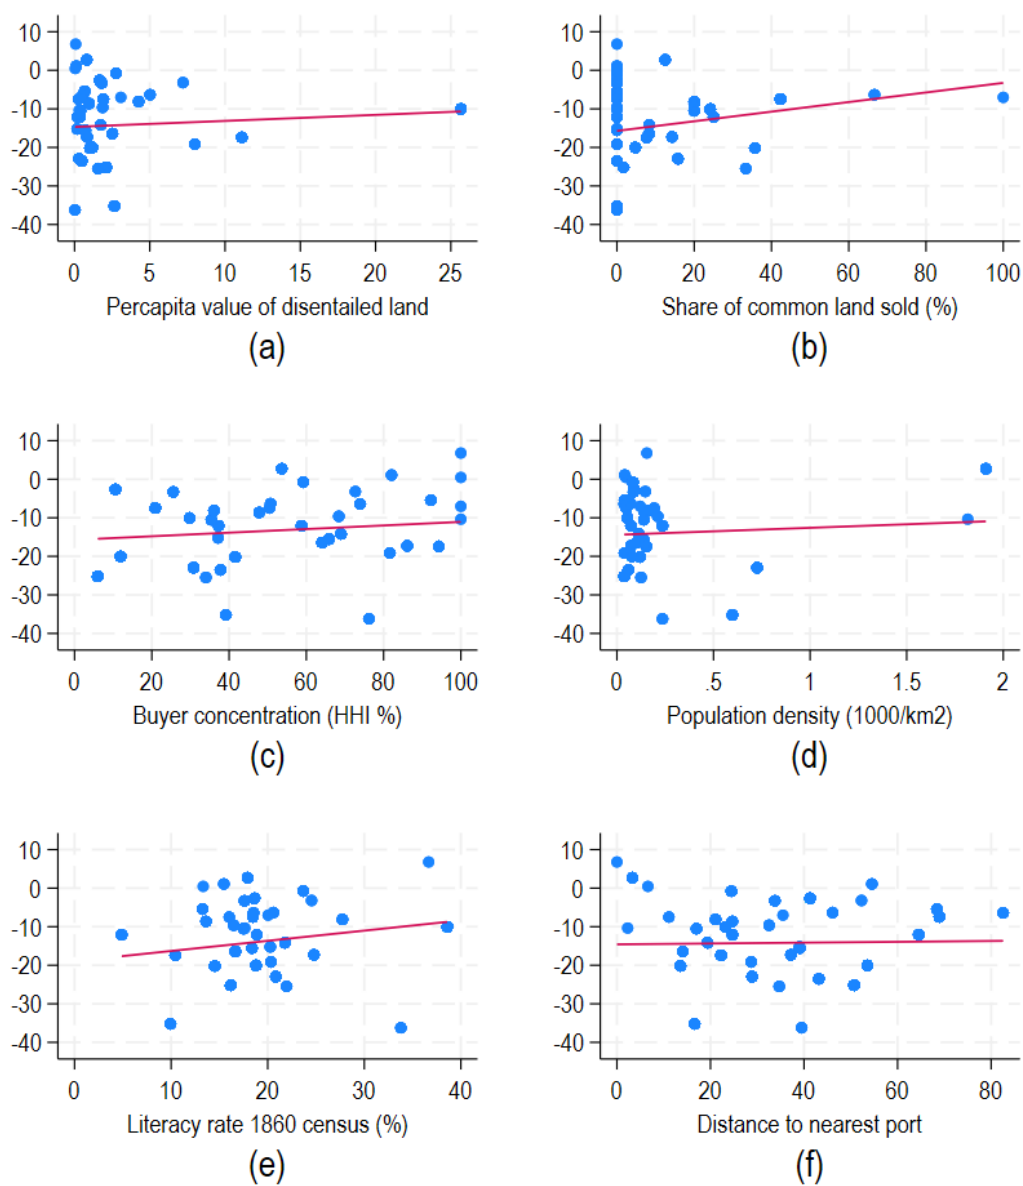 10 10
0 0
-10 -10
-20 -20
-30 -30
-40 -40
0 5 10 15 20 25 0 20 40 60 80 100
Percapita value of disentailed land Share of common land sold (%)
(a) (b)
10 10
0 0
-10 -10
-20 -20
-30 -30
-40 -40
0 20 40 60 80 100 0 .5 1 1.5 2
Buyer concentration (HHI %) Population density (1000/km2)
(c) (d)
10 10
0 0
-10 -10
-20 -20
-30 -30
-40 -40
0 10 20 30 40 0 20 40 60 80
Literacy rate 1860 census (%) Distance to nearest port
(e) (f)